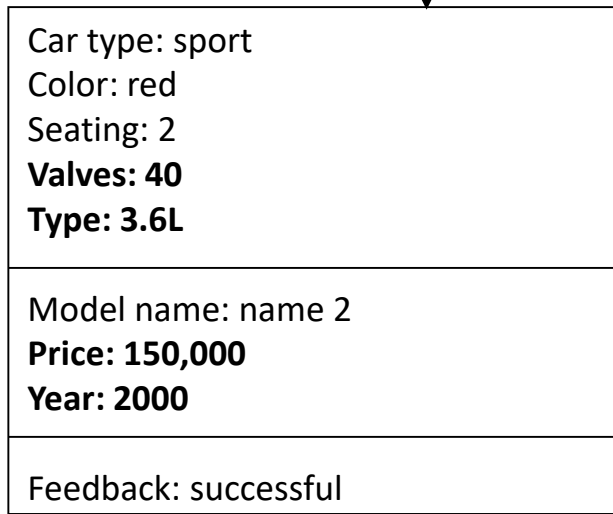 Car type: sport
Color: red
Seating: 2
Valves: 40
Type: 3.6L
Model name: name 2
Price: 150,000
Year: 2000
Feedback: successful